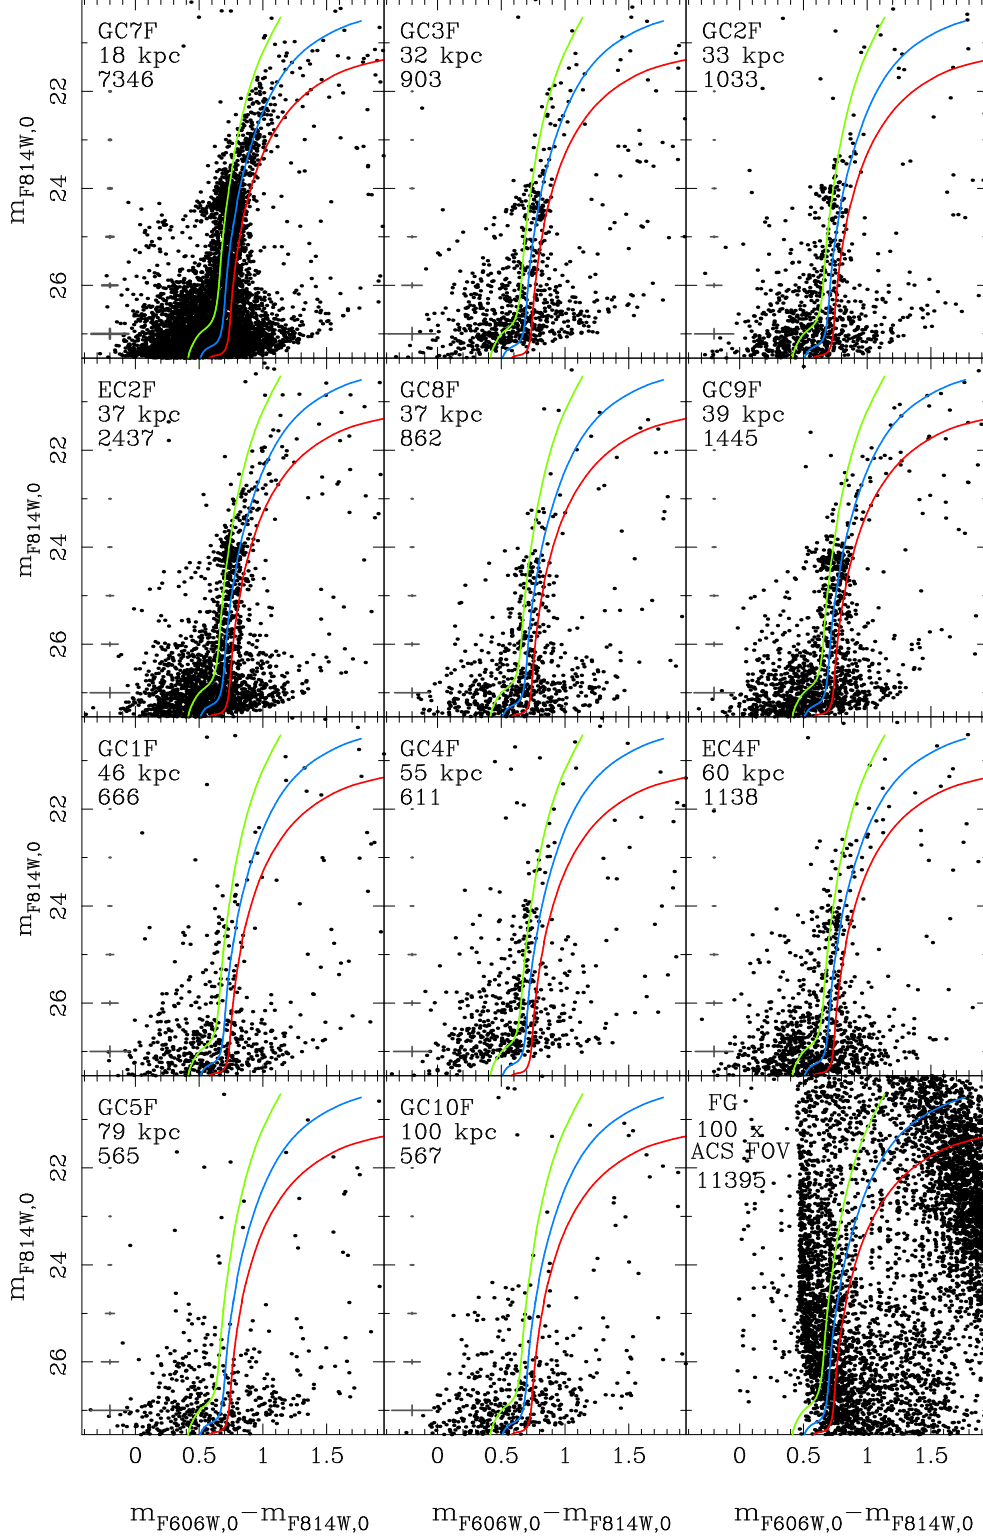 GC7F
18 kpc
7346
GC3F
32 kpc
903
GC2F
33 kpc
1033
22
24
26
m_F814W,0
EC2F
37 kpc
2437
GC8F
37 kpc
862
GC9F
39 kpc
1445
22
24
26
m_F814W,0
GC1F
46 kpc
666
GC4F
55 kpc
611
EC4F
60 kpc
1138
22
24
26
m_F814W,0
GC5F
79 kpc
565
GC10F
100 kpc
567
FG
100 x
ACS FOV
11395
22
24
26
m_F814W,0
0 0.5 1 1.5
0 0.5 1 1.5
0 0.5 1 1.5
m_F606W,0−m_F814W,0
m_F606W,0−m_F814W,0
m_F606W,0−m_F814W,0